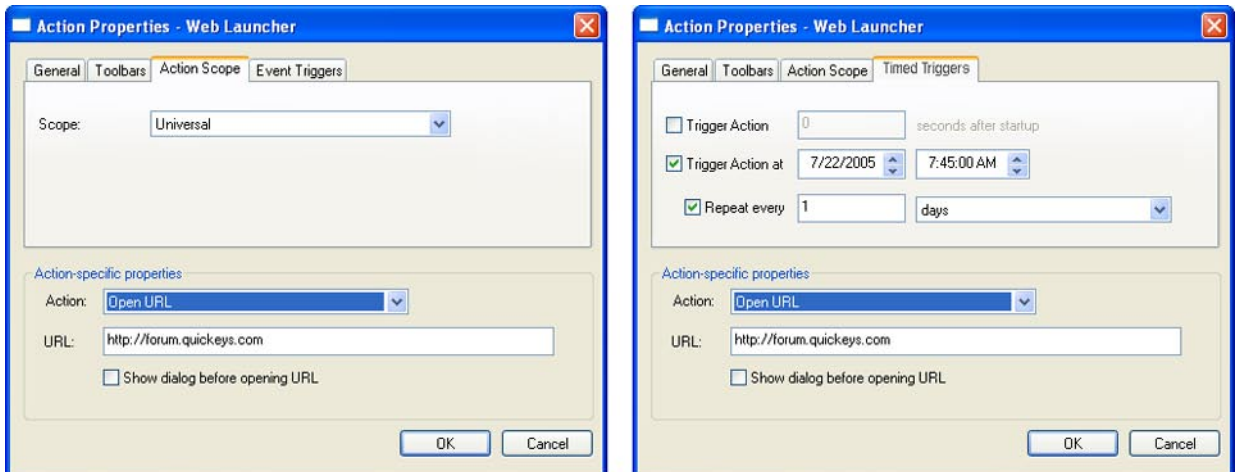 Action Properties - Web Launcher
General Toolbars Action Scope Event Triggers
Scope: Universal
Action-specific properties
Action: Open URL
URL: http://forum.quickeys.com
Show dialog before opening URL
OK Cancel
Action Properties - Web Launcher
General Toolbars Action Scope Timed Triggers
Trigger Action 0 seconds after startup
Trigger Action at 7/22/2005 7:45:00 AM
Repeat every 1 days
Action-specific properties
Action: Open URL
URL: http://forum.quickeys.com
Show dialog before opening URL
OK Cancel